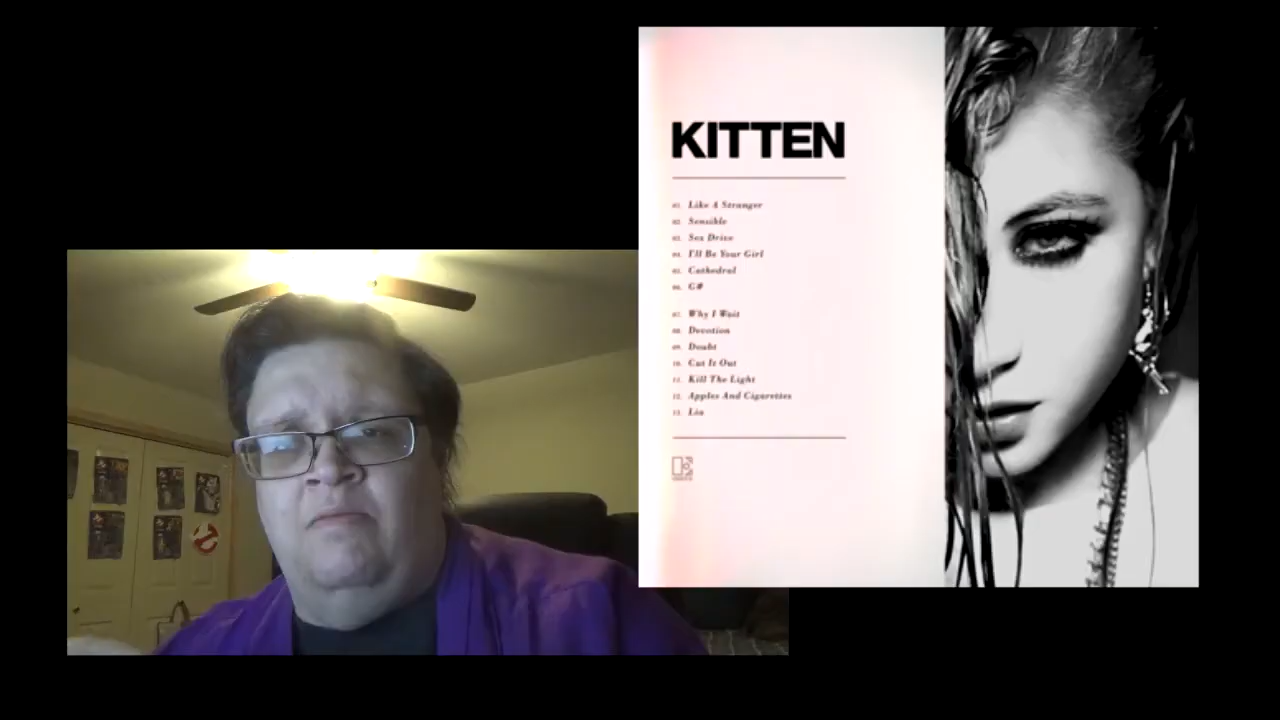 KITTEN
01. Like A Stranger
02. Sensible
03. Sex Drive
04. I'll Be Your Girl
05. Cathedral
06. G#
07. Why I Wait
08. Devotion
09. Doubt
10. Cut It Out
11. Kill The Light
12. Apples And Cigarettes
13. Lia